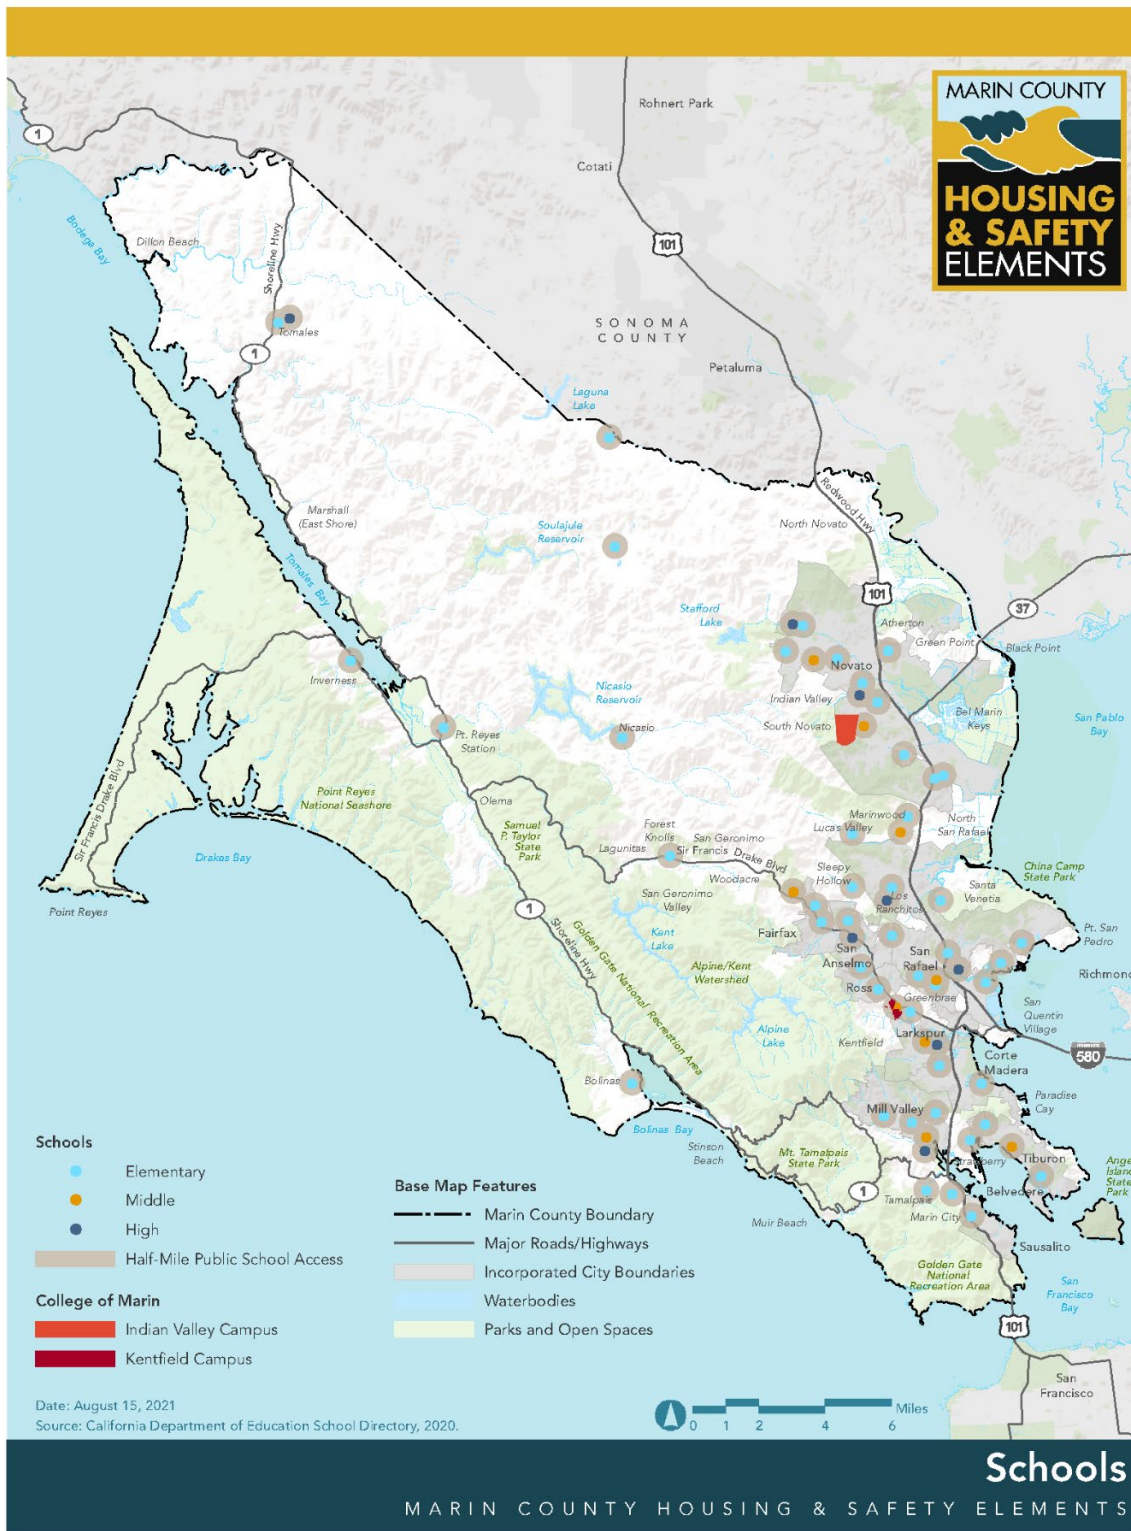 MARIN COUNTY
HOUSING
& SAFETY
ELEMENTS
Rohnert Park
1
Cotati
101
Bodega Bay
Dillon Beach
Shoreline Hwy
SONOMA
COUNTY
Tomales
1
Petaluma
Laguna
Lake
Redwood Hwy
Marshall
(East Shore)
Soulajule
Reservoir
North Novato
Tomales Bay
101
Stafford
Lake
37
Atherton
Green Point
Black Point
Novato
Inverness
Nicasio
Reservoir
Indian Valley
Bel Marin
Keys
San Pablo
Bay
South Novato
Nicasio
Pt. Reyes
Station
Sir Francis Drake Blvd
Point Reyes
National Seashore
Olema
Samuel
P. Taylor
State
Park
Forest
Knolls
San Geronimo
Lagunitas
Sir Francis Drake Blvd
Marinwood
Lucas Valley
North
San Rafael
Drakes Bay
Woodacre
Sleepy
Hollow
China Camp
State Park
San Geronimo
Valley
Los
Ranchitos
Santa
Venetia
Point Reyes
1
Shoreline Hwy
Golden Gate National Recreation Area
Kent
Lake
Fairfax
San
Anselmo
San
Rafael
Pt. San
Pedro
Alpine/Kent
Watershed
Ross
Greenbrae
Richmond
San
Quentin
Village
Alpine
Lake
Kentfield
Larkspur
Corte
Madera
580
Bolinas
Paradise
Cay
Mill Valley
Bolinas Bay
Stinson
Beach
Mt. Tamalpais
State Park
Strawberry
Tiburon
Angel
Island
State
Park
1
Tamalpais
Belvedere
Marin City
Muir Beach
Sausalito
Golden Gate
National
Recreation Area
San
Francisco
Bay
101
San
Francisco
Schools
Elementary
Middle
High
Half-Mile Public School Access
College of Marin
Indian Valley Campus
Kentfield Campus
Base Map Features
Marin County Boundary
Major Roads/Highways
Incorporated City Boundaries
Waterbodies
Parks and Open Spaces
Date: August 15, 2021
Source: California Department of Education School Directory, 2020.
0 1 2 4 6 Miles
Schools
MARIN COUNTY HOUSING & SAFETY ELEMENTS